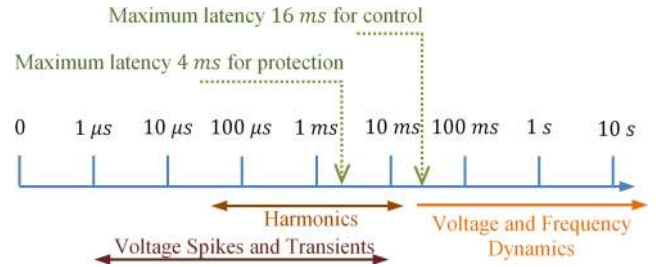 Maximum latency 16 ms for control
Maximum latency 4 ms for protection
0 1 μs 10 μs 100 μs 1 ms 10 ms 100 ms 1 s 10 s
Harmonics
Voltage and Frequency
Dynamics
Voltage Spikes and Transients